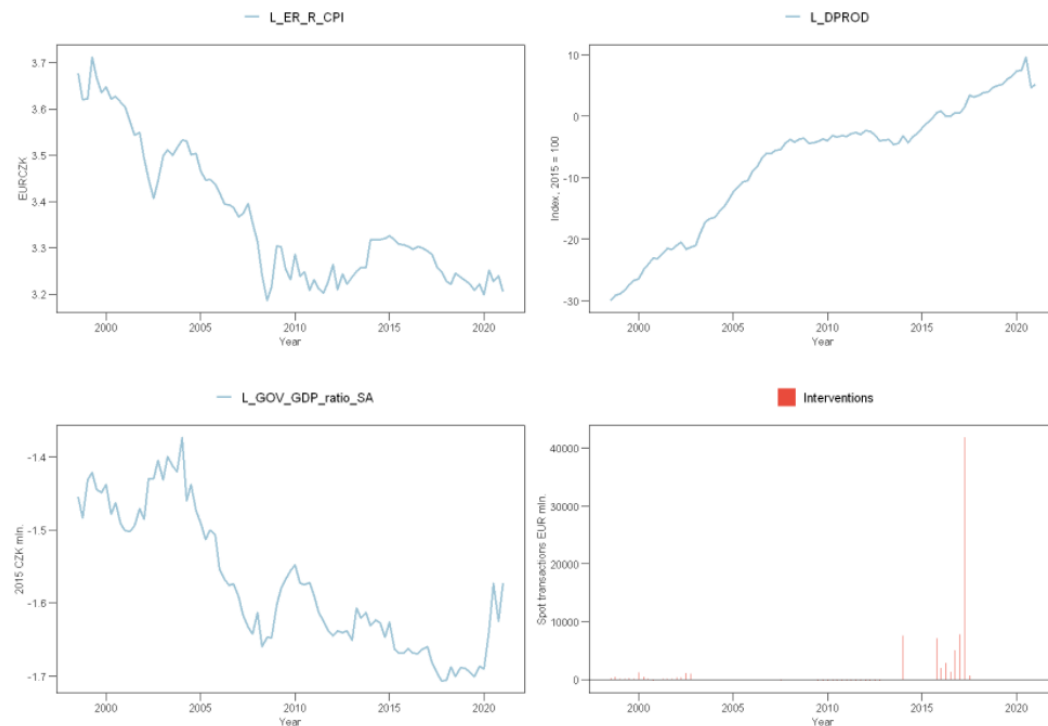 L_ER_R_CPI
3.7
3.6
3.5
3.4
3.3
3.2
EURCZK
2000 2005 2010 2015 2020
Year
L_DPROD
10
0
-10
-20
-30
Index, 2015 = 100
2000 2005 2010 2015 2020
Year
L_GOV_GDP_ratio_SA
-1.4
-1.5
-1.6
-1.7
2015 CZK mln.
2000 2005 2010 2015 2020
Year
Interventions
40000
30000
20000
10000
0
Spot transactions EUR mln.
2000 2005 2010 2015 2020
Year